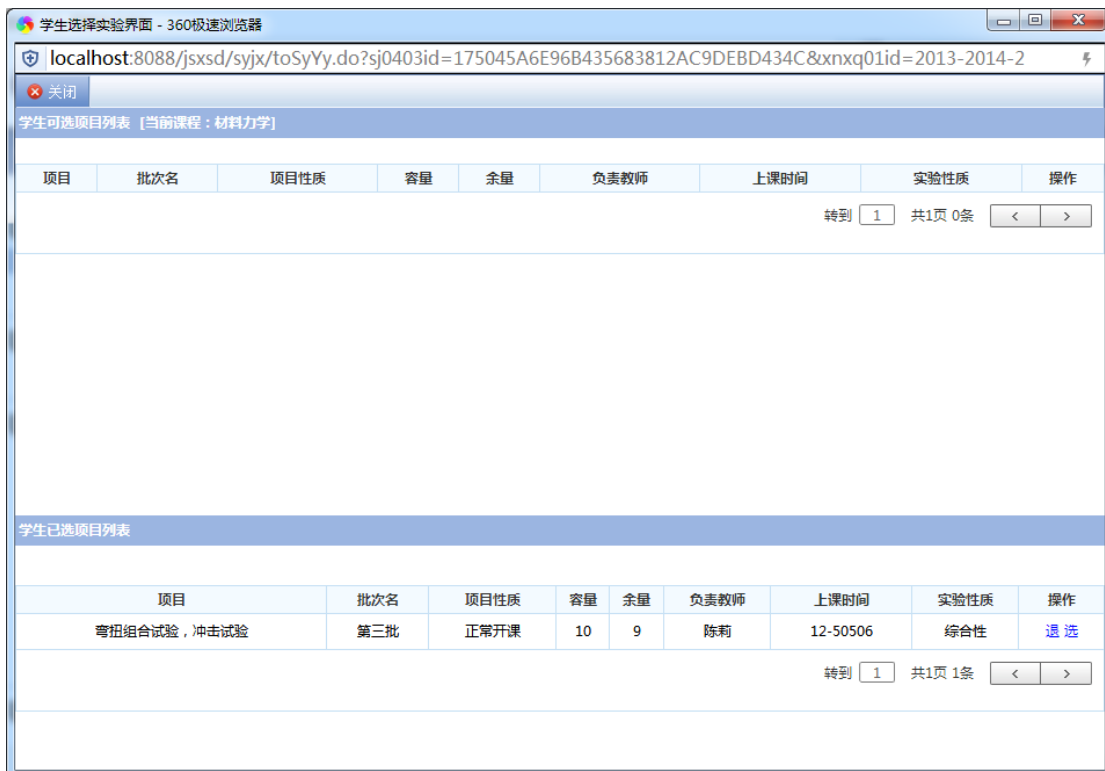 学生选择实验界面 - 360极速浏览器
localhost:8088/jsxsd/syjx/toSyYy.do?sj0403id=175045A6E96B435683812AC9DEBD434C&xnxq01id=2013-2014-2
关闭
学生可选项目列表 [当前课程：材料力学]
项目 批次名 项目性质 容量 余量 负责教师 上课时间 实验性质 操作
转到 1 共1页 0条 < >
学生已选项目列表
项目 批次名 项目性质 容量 余量 负责教师 上课时间 实验性质 操作
弯扭组合试验，冲击试验 第三批 正常开课 10 9 陈莉 12-50506 综合性 退选
转到 1 共1页 1条 < >